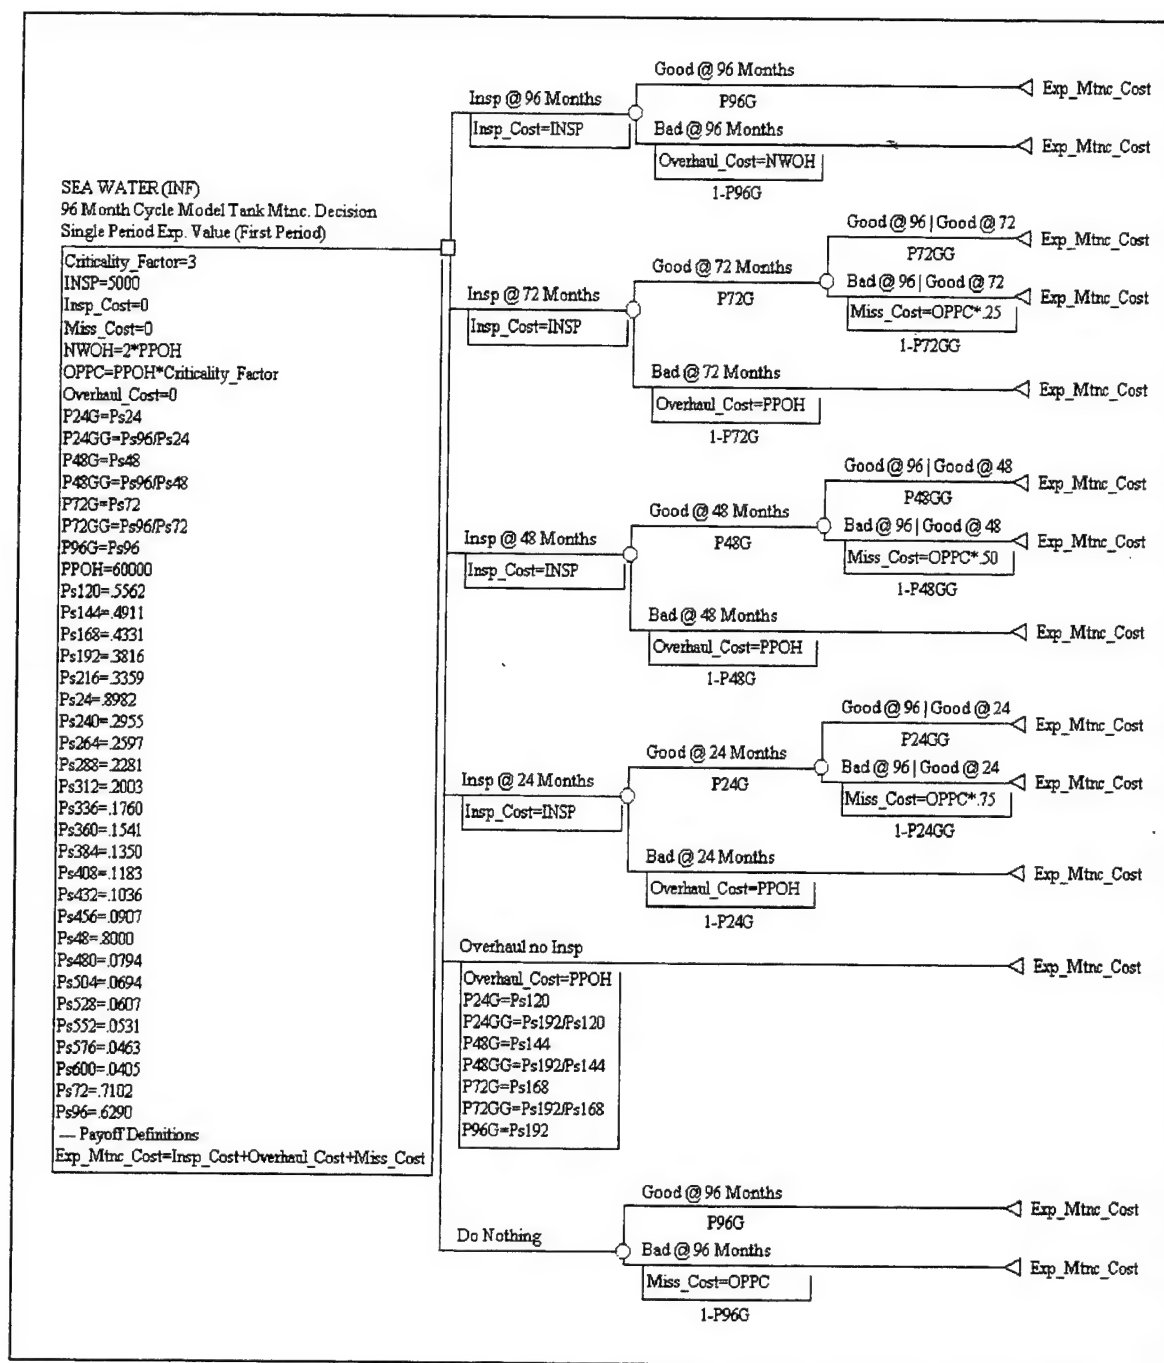 SEA WATER (INF)
96 Month Cycle Model Tank Mtnc. Decision
Single Period Exp. Value (First Period)
Criticality_Factor=3
INSP=5000
Insp_Cost=0
Miss_Cost=0
NWOH=2*PPOH
OPPC=PPOH*Criticality_Factor
Overhaul_Cost=0
P24G=Ps24
P24GG=Ps96/Ps24
P48G=Ps48
P48GG=Ps96/Ps48
P72G=Ps72
P72GG=Ps96/Ps72
P96G=Ps96
PPOH=60000
Ps120=.5562
Ps144=.4911
Ps168=.4331
Ps192=.3816
Ps216=.3359
Ps24=.8982
Ps240=.2955
Ps264=.2597
Ps288=.2281
Ps312=.2003
Ps336=.1760
Ps360=.1541
Ps384=.1350
Ps408=.1183
Ps432=.1036
Ps456=.0907
Ps48=.8000
Ps480=.0794
Ps504=.0694
Ps528=.0607
Ps552=.0531
Ps576=.0463
Ps600=.0405
Ps72=.7102
Ps96=.6290
--- Payoff Definitions
Exp_Mtnc_Cost=Insp_Cost+Overhaul_Cost+Miss_Cost
Insp @ 96 Months
Insp_Cost=INSP
Good @ 96 Months
P96G
Exp_Mtnc_Cost
Bad @ 96 Months
Overhaul_Cost=NWOH
1-P96G
Exp_Mtnc_Cost
Insp @ 72 Months
Insp_Cost=INSP
Good @ 72 Months
P72G
Good @ 96 | Good @ 72
P72GG
Exp_Mtnc_Cost
Bad @ 96 | Good @ 72
Miss_Cost=OPPC*.25
1-P72GG
Exp_Mtnc_Cost
Bad @ 72 Months
Overhaul_Cost=PPOH
1-P72G
Exp_Mtnc_Cost
Insp @ 48 Months
Insp_Cost=INSP
Good @ 48 Months
P48G
Good @ 96 | Good @ 48
P48GG
Exp_Mtnc_Cost
Bad @ 96 | Good @ 48
Miss_Cost=OPPC*.50
1-P48GG
Exp_Mtnc_Cost
Bad @ 48 Months
Overhaul_Cost=PPOH
1-P48G
Exp_Mtnc_Cost
Insp @ 24 Months
Insp_Cost=INSP
Good @ 24 Months
P24G
Good @ 96 | Good @ 24
P24GG
Exp_Mtnc_Cost
Bad @ 96 | Good @ 24
Miss_Cost=OPPC*.75
1-P24GG
Exp_Mtnc_Cost
Bad @ 24 Months
Overhaul_Cost=PPOH
1-P24G
Exp_Mtnc_Cost
Overhaul no Insp
Exp_Mtnc_Cost
Overhaul_Cost=PPOH
P24G=Ps120
P24GG=Ps192/Ps120
P48G=Ps144
P48GG=Ps192/Ps144
P72G=Ps168
P72GG=Ps192/Ps168
P96G=Ps192
Do Nothing
Good @ 96 Months
P96G
Exp_Mtnc_Cost
Bad @ 96 Months
Miss_Cost=OPPC
1-P96G
Exp_Mtnc_Cost